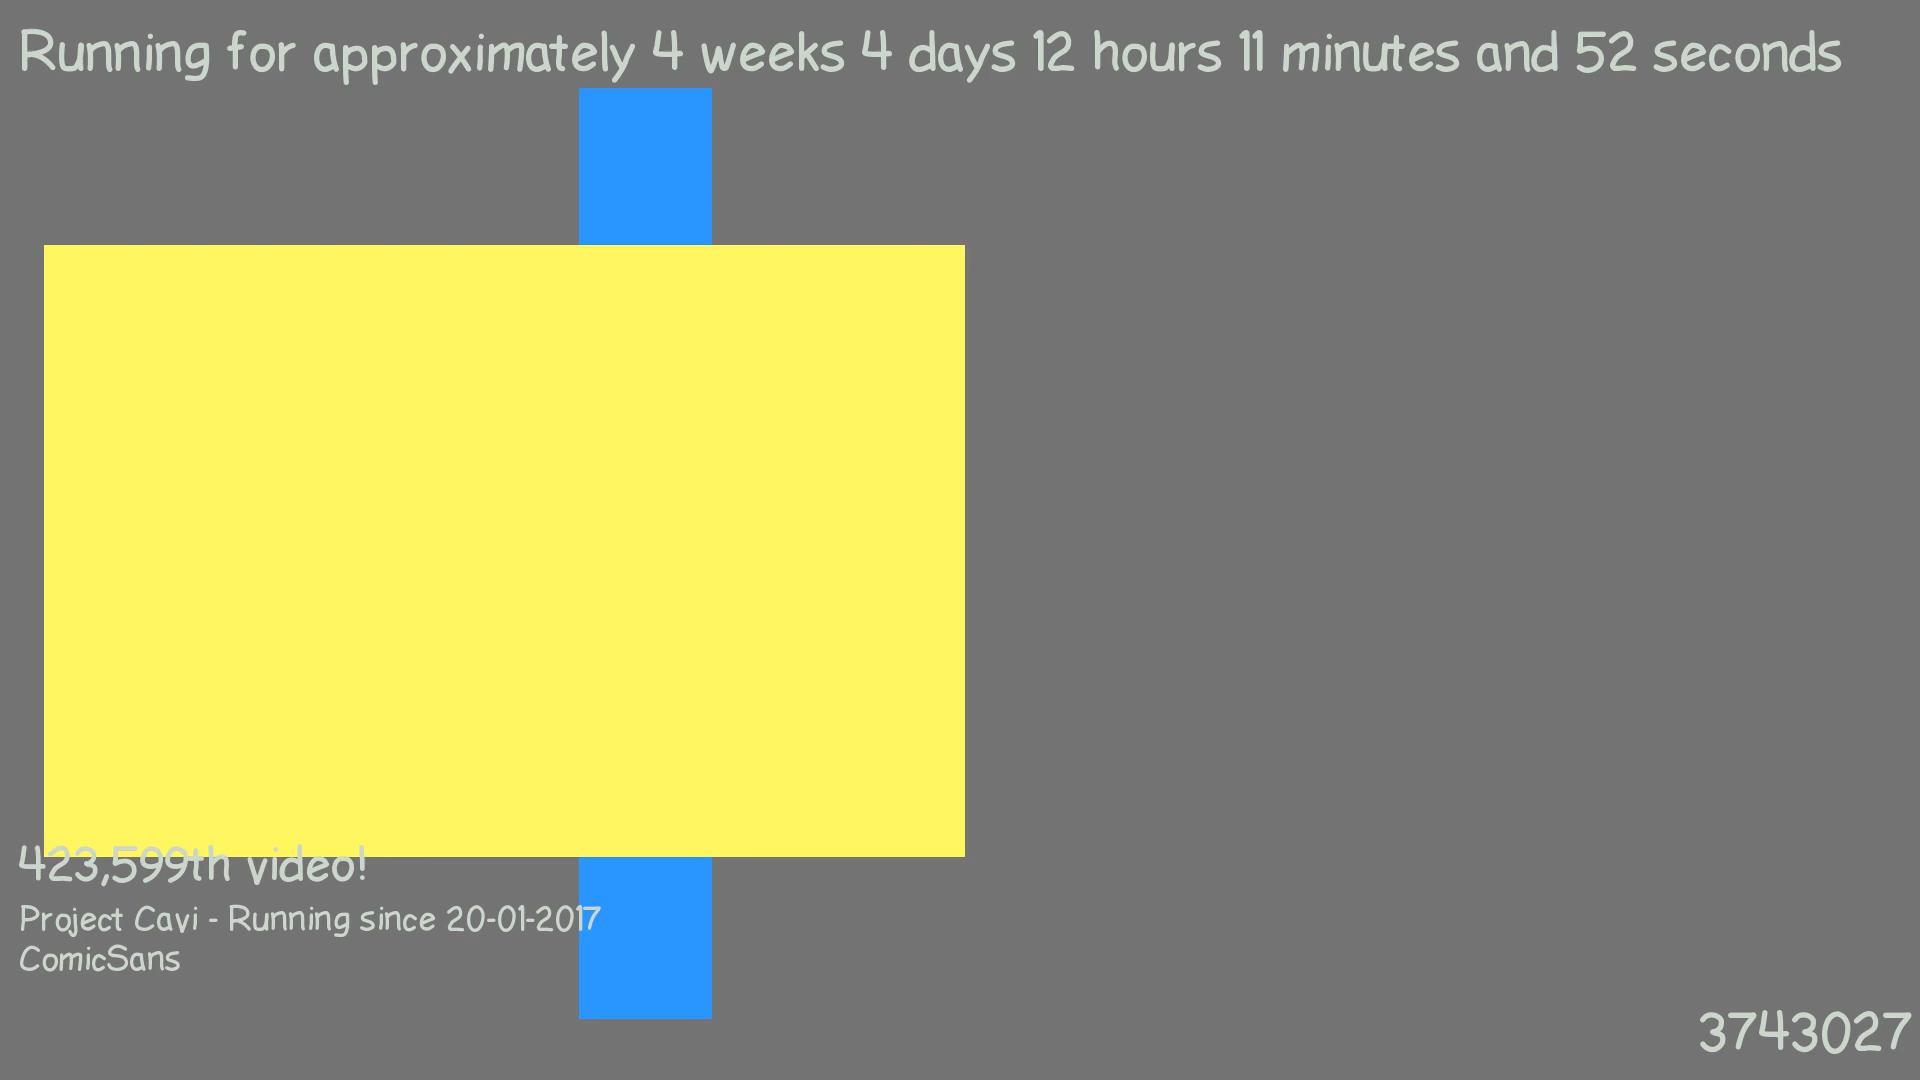 Running for approximately 4 weeks 4 days 12 hours 11 minutes and 52 seconds
423,599th video!
Project Cavi - Running since 20-01-2017
ComicSans
3743027